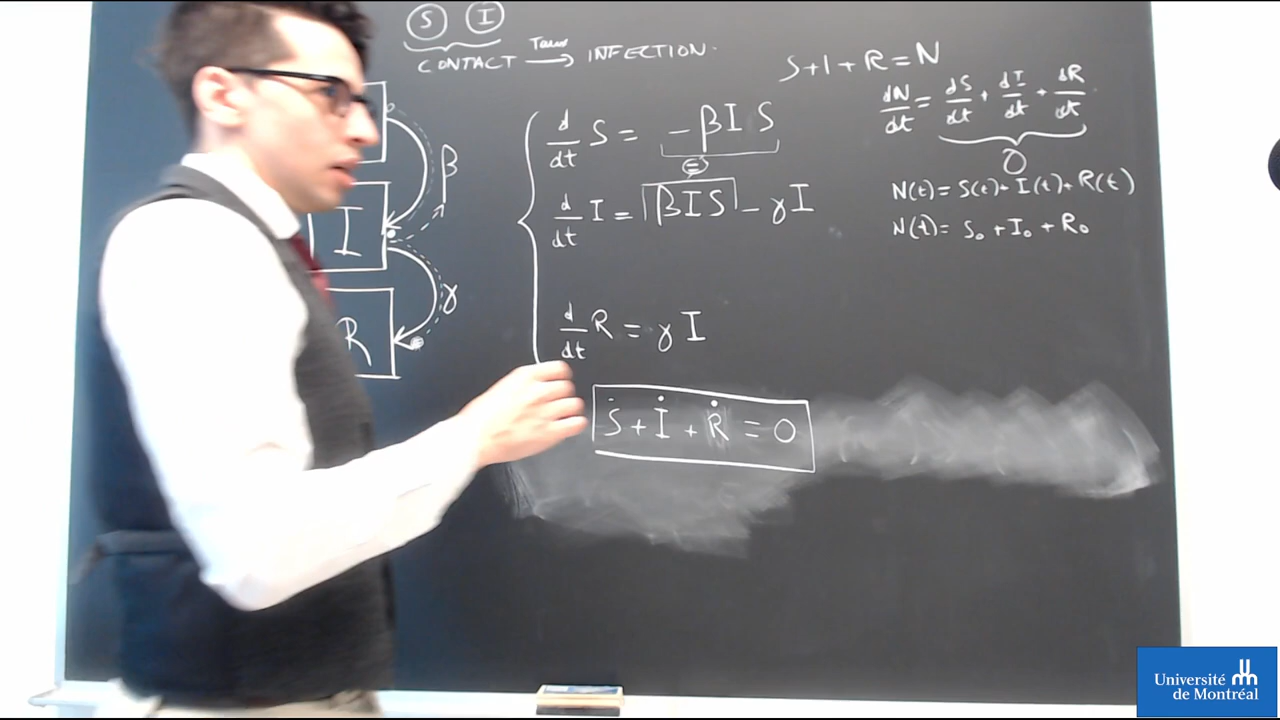 S I
CONTACT → INFECTION.
Taux
S+I+R=N
dN/dt = dS/dt + dI/dt + dR/dt
0
N(t)= S(t)+ I(t)+ R(t)
N(t)= S₀ + I₀ + R₀
β
I
γ
R
d/dt S = -βIS
=
d/dt I = βIS - γI
d/dt R = γI
Ṡ + İ + Ṙ = 0
Université
de Montréal